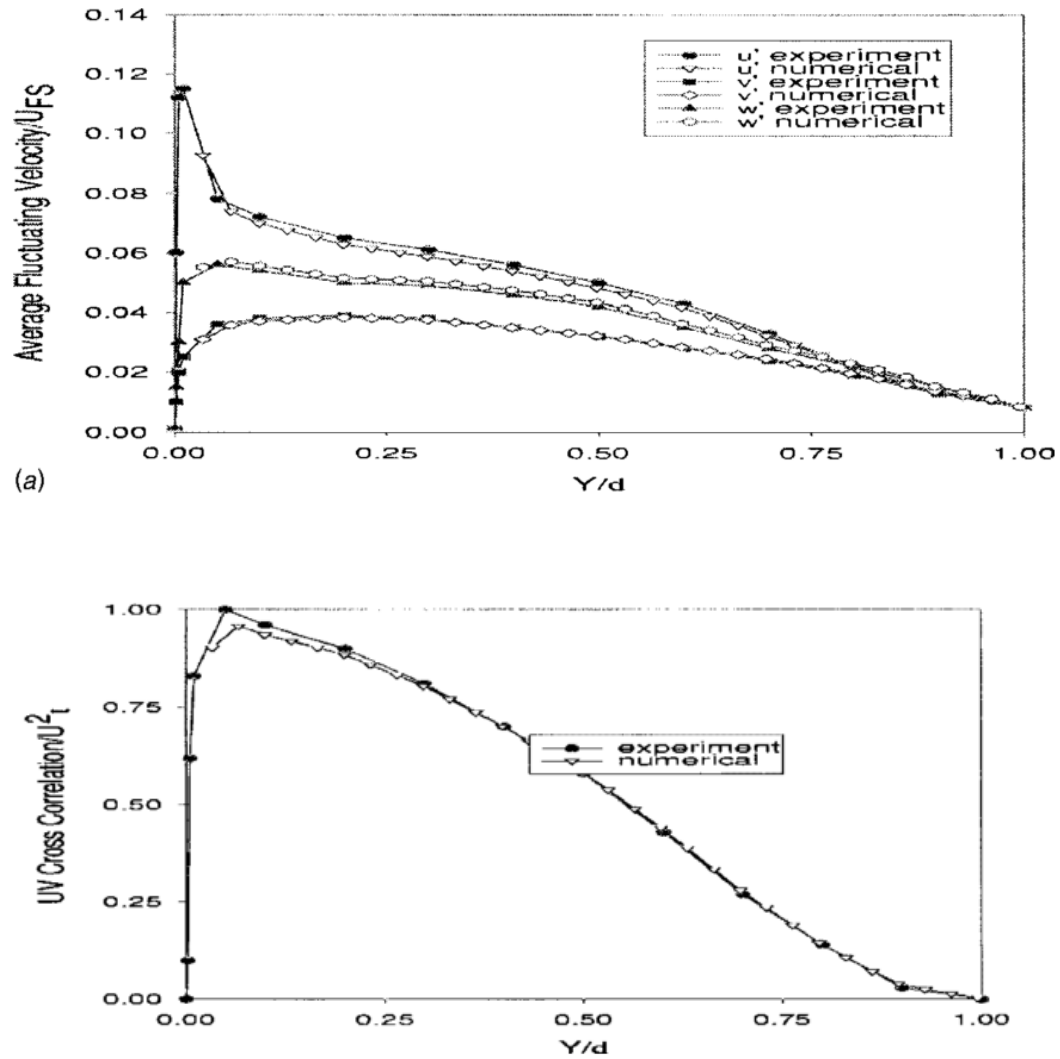 0.14
0.12
0.10
0.08
0.06
0.04
0.02
0.00
Average Fluctuating Velocity/U_FS
u' experiment
u' numerical
v' experiment
v' numerical
w' experiment
w' numerical
0.00 0.25 0.50 0.75 1.00
Y/d
(a)
1.00
0.75
0.50
0.25
0.00
UV Cross Correlation/U²_t
experiment
numerical
0.00 0.25 0.50 0.75 1.00
Y/d